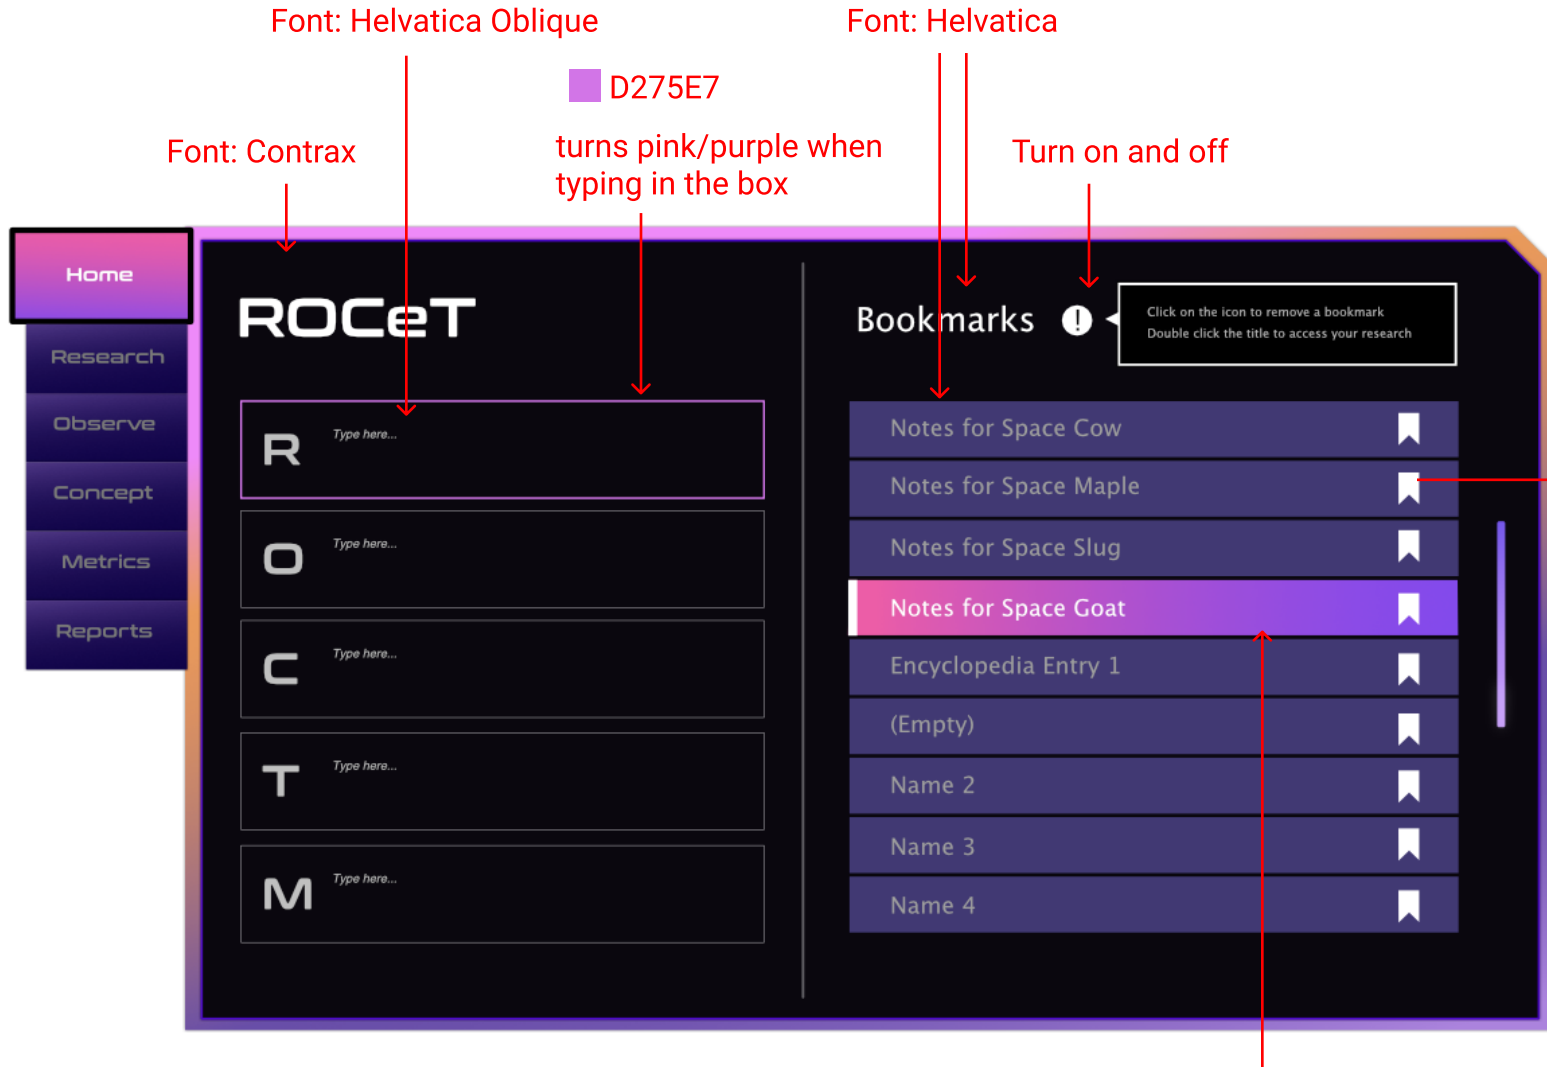 Font: Helvatica Oblique
Font: Helvatica
D275E7
Font: Contrax
turns pink/purple when
typing in the box
Turn on and off
Home
Research
Observe
Concept
Metrics
Reports
ROCeT
R
Type here...
O
Type here...
C
Type here...
T
Type here...
M
Type here...
Bookmarks
!
Click on the icon to remove a bookmark
Double click the title to access your research
Notes for Space Cow
Notes for Space Maple
Notes for Space Slug
Notes for Space Goat
Encyclopedia Entry 1
(Empty)
Name 2
Name 3
Name 4